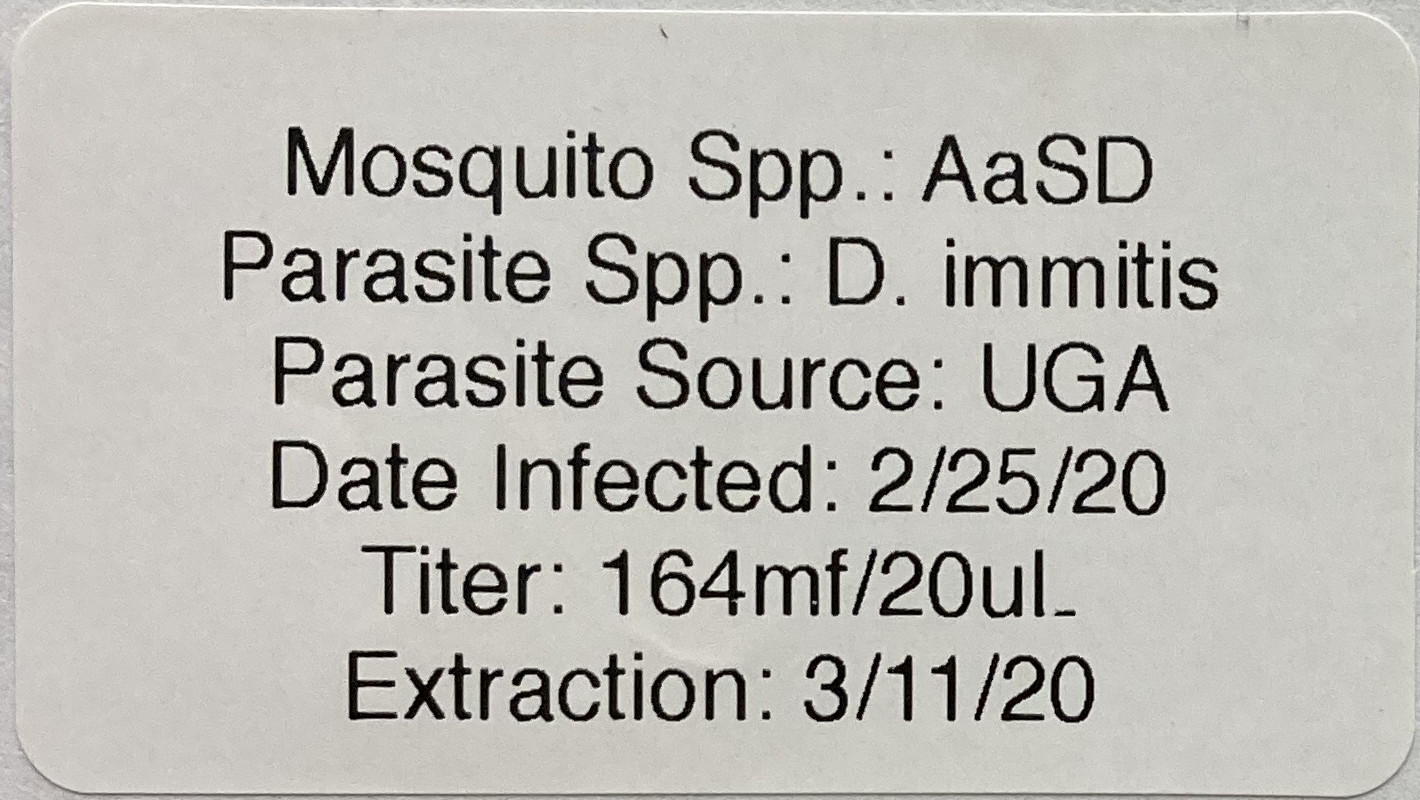 Mosquito Spp.: AaSD
Parasite Spp.: D. immitis
Parasite Source: UGA
Date Infected: 2/25/20
Titer: 164mf/20ul_
Extraction: 3/11/20